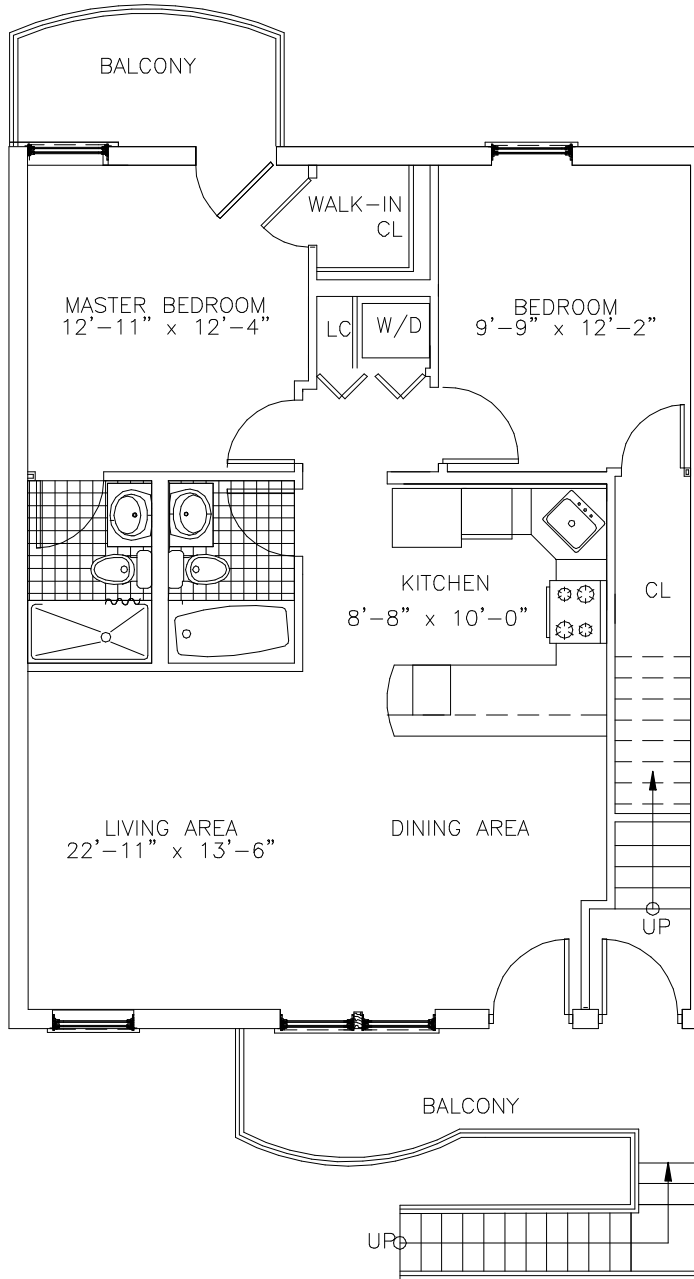 BALCONY
WALK-IN
CL
MASTER BEDROOM
12'-11" x 12'-4"
LC
W/D
BEDROOM
9'-9" x 12'-2"
KITCHEN
8'-8" x 10'-0"
CL
LIVING AREA
22'-11" x 13'-6"
DINING AREA
UP
BALCONY
UP